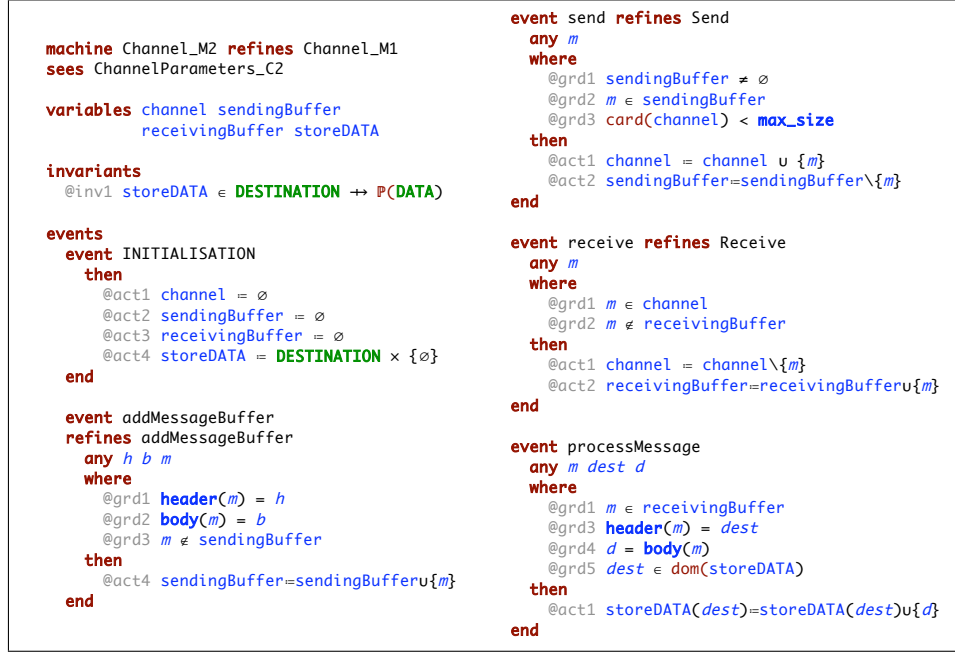 machine Channel_M2 refines Channel_M1
sees ChannelParameters_C2
variables channel sendingBuffer
receivingBuffer storeDATA
invariants
@inv1 storeDATA ∈ DESTINATION ⇸ ℙ(DATA)
events
event INITIALISATION
then
@act1 channel ≔ ∅
@act2 sendingBuffer ≔ ∅
@act3 receivingBuffer ≔ ∅
@act4 storeDATA ≔ DESTINATION × {∅}
end
event addMessageBuffer
refines addMessageBuffer
any h b m
where
@grd1 header(m) = h
@grd2 body(m) = b
@grd3 m ∉ sendingBuffer
then
@act4 sendingBuffer≔sendingBuffer∪{m}
end
event send refines Send
any m
where
@grd1 sendingBuffer ≠ ∅
@grd2 m ∈ sendingBuffer
@grd3 card(channel) < max_size
then
@act1 channel ≔ channel ∪ {m}
@act2 sendingBuffer≔sendingBuffer\{m}
end
event receive refines Receive
any m
where
@grd1 m ∈ channel
@grd2 m ∉ receivingBuffer
then
@act1 channel ≔ channel\{m}
@act2 receivingBuffer≔receivingBuffer∪{m}
end
event processMessage
any m dest d
where
@grd1 m ∈ receivingBuffer
@grd3 header(m) = dest
@grd4 d = body(m)
@grd5 dest ∈ dom(storeDATA)
then
@act1 storeDATA(dest)≔storeDATA(dest)∪{d}
end